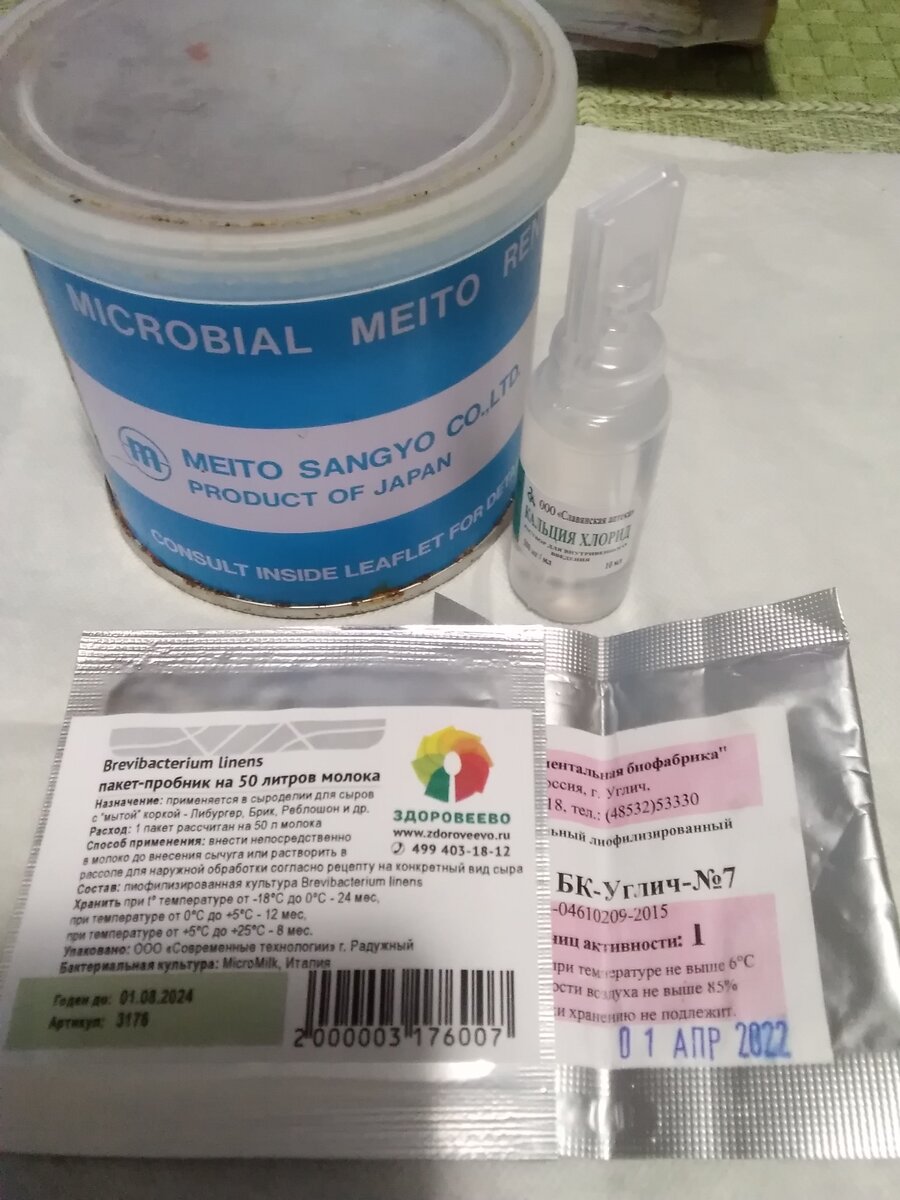 MICROBIAL MEITO REN
MEITO SANGYO CO.,LTD.
PRODUCT OF JAPAN
CONSULT INSIDE LEAFLET FOR DET
ООО «Славянская аптека»
КАЛЬЦИЯ ХЛОРИД
РАСТВОР ДЛЯ ВНУТРИВЕННОГО
ВВЕДЕНИЯ
10 мл
Brevibacterium linens
пакет-пробник на 50 литров молока
Назначение: применяется в сыроделии для сыров
с "мытой" коркой - Либургер, Брик, Реблошон и др.
Расход: 1 пакет рассчитан на 50 л молока
Способ применения: внести непосредственно
в молоко до внесения сычуга или растворить в
рассоле для наружной обработки согласно рецепту на конкретный вид сыра
Состав: лиофилизированная культура Brevibacterium linens
Хранить при t° температуре от -18°C до 0°C - 24 мес,
при температуре от 0°C до +5°C - 12 мес,
при температуре от +5°C до +25°C - 8 мес.
Упаковано: ООО «Современные технологии» г. Радужный
Бактериальная культура: MicroMilk, Италия
Годен до: 01.08.2024
Артикул: 3176
2 000003 176007
ЗДОРОВЕЕВО
www.zdoroveevo.ru
499 403-18-12
ментальная биофабрика"
оссия, г. Углич,
18. тел.: (48532)53330
ьный лиофилизированный
БК-Углич-№7
-04610209-2015
ниц активности: 1
при температуре не выше 6°C
ости воздуха не выше 85%
и хранению не подлежит.
01 АПР 2022